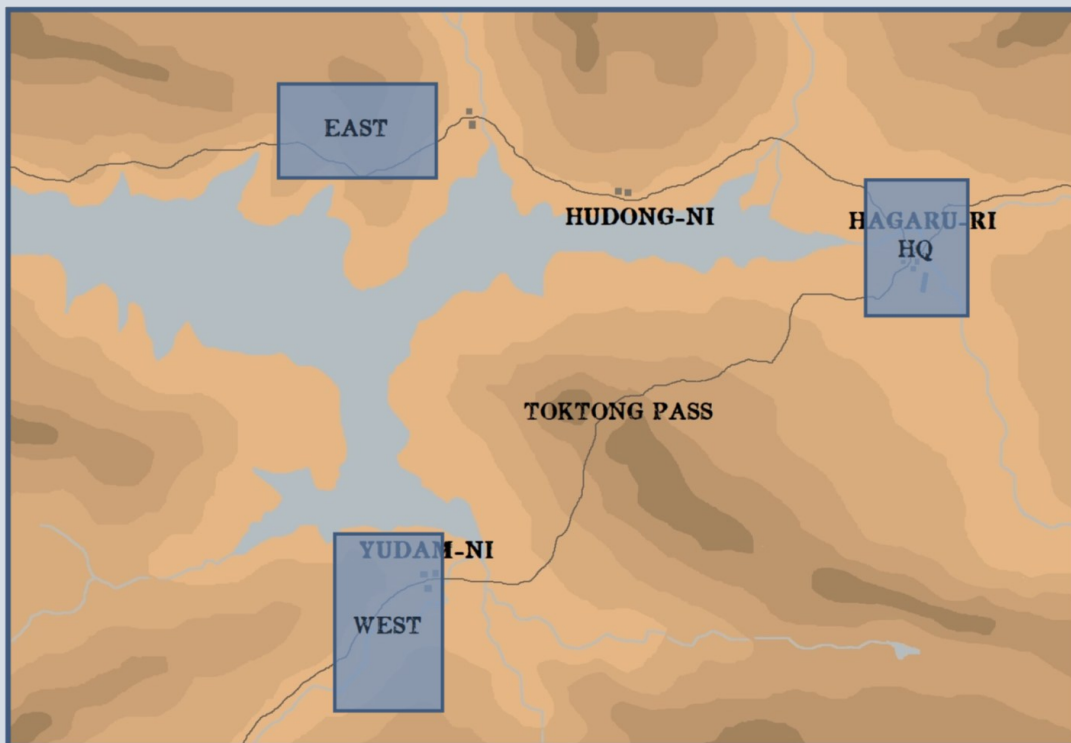 EAST
HUDONG-NI
HAGARU-RI
HQ
TOKTONG PASS
YUDAM-NI
WEST